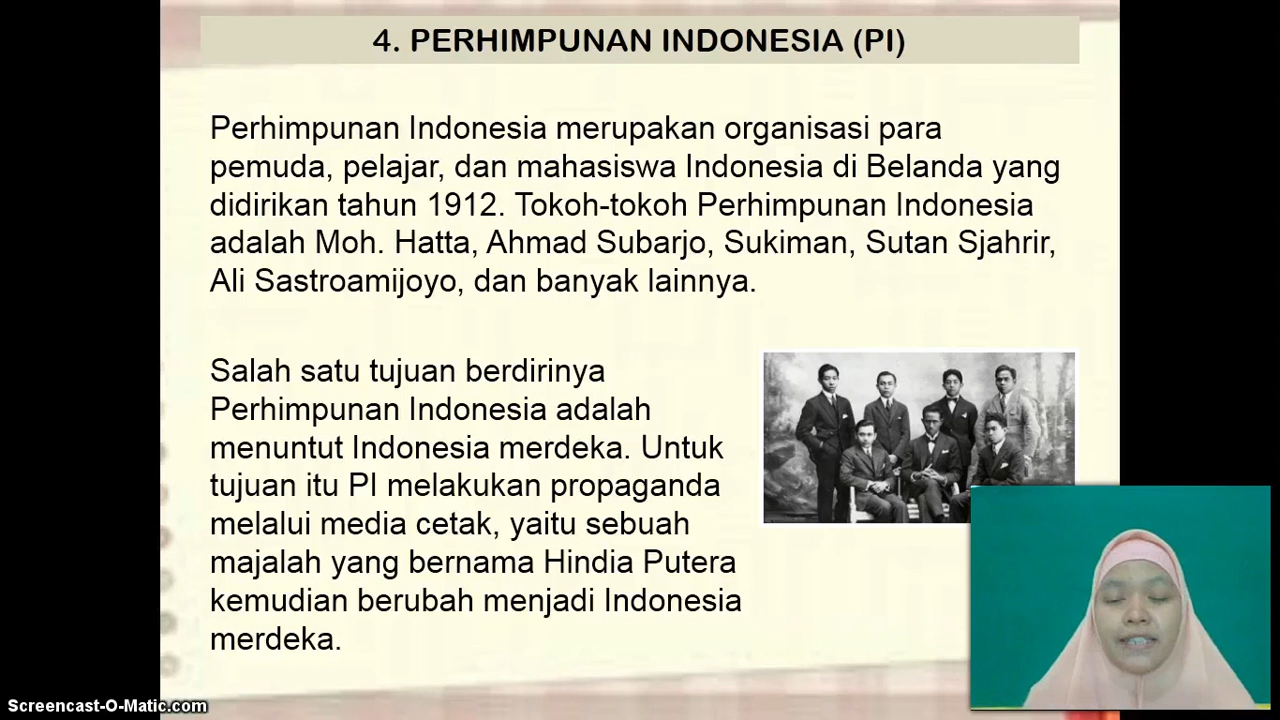 4. PERHIMPUNAN INDONESIA (PI)
Perhimpunan Indonesia merupakan organisasi para
pemuda, pelajar, dan mahasiswa Indonesia di Belanda yang
didirikan tahun 1912. Tokoh-tokoh Perhimpunan Indonesia
adalah Moh. Hatta, Ahmad Subarjo, Sukiman, Sutan Sjahrir,
Ali Sastroamijoyo, dan banyak lainnya.
Salah satu tujuan berdirinya
Perhimpunan Indonesia adalah
menuntut Indonesia merdeka. Untuk
tujuan itu PI melakukan propaganda
melalui media cetak, yaitu sebuah
majalah yang bernama Hindia Putera
kemudian berubah menjadi Indonesia
merdeka.
Screencast-O-Matic.com